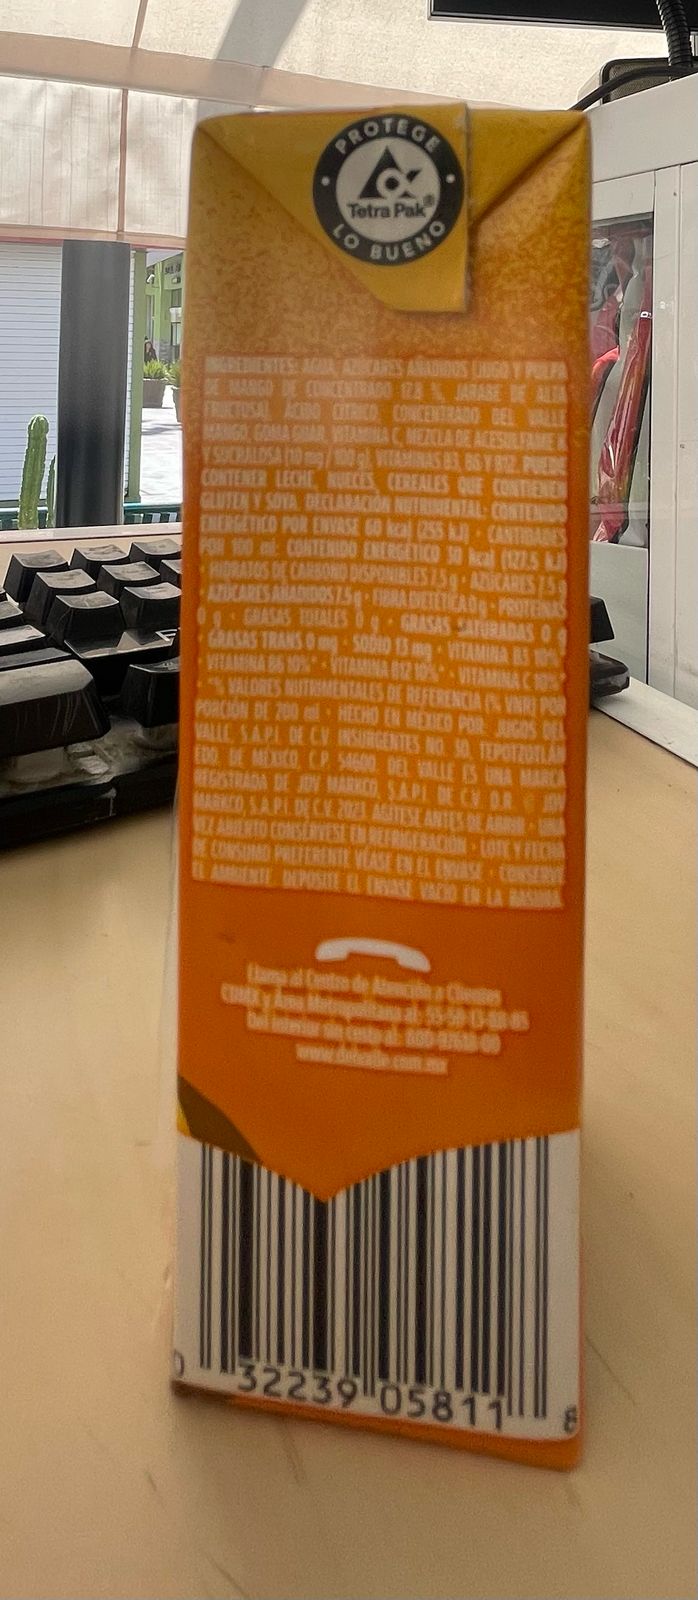 PROTEGE
Tetra Pak®
LO BUENO
INGREDIENTES: AGUA, AZÚCARES AÑADIDOS (JUGO Y PULPA
DE MANGO DE CONCENTRADO 17.8 %, JARABE DE ALTA
FRUCTOSA), ÁCIDO CÍTRICO, CONCENTRADO DEL VALLE
MANGO, GOMA GUAR, VITAMINA C, MEZCLA DE ACESULFAME K
Y SUCRALOSA (10 mg / 100 g), VITAMINAS B3, B6 Y B12. PUEDE
CONTENER LECHE, NUECES, CEREALES QUE CONTIENEN
GLUTEN Y SOYA. DECLARACIÓN NUTRIMENTAL: CONTENIDO
ENERGÉTICO POR ENVASE 60 kcal (255 kJ) · CANTIDADES
POR 100 ml: CONTENIDO ENERGÉTICO 30 kcal (127.5 kJ)
· HIDRATOS DE CARBONO DISPONIBLES 7.5 g · AZÚCARES 7.5 g
AZÚCARES AÑADIDOS 7.5 g · FIBRA DIETÉTICA 0 g · PROTEÍNAS
0 g · GRASAS TOTALES 0 g · GRASAS SATURADAS 0 g
GRASAS TRANS 0 mg · SODIO 13 mg · VITAMINA B3 10%*
VITAMINA B6 10%* · VITAMINA B12 10%* · VITAMINA C 10%*
*% VALORES NUTRIMENTALES DE REFERENCIA (% VNR) POR
PORCIÓN DE 200 ml · HECHO EN MÉXICO POR: JUGOS DEL
VALLE, S.A.P.I. DE C.V. INSURGENTES NO. 30, TEPOTZOTLÁN
EDO. DE MÉXICO, C.P. 54600. DEL VALLE ES UNA MARCA
REGISTRADA DE JDV MARKCO, S.A.P.I. DE C.V. D.R. © JDV
MARKCO, S.A.P.I. DE C.V. 2023. AGÍTESE ANTES DE ABRIR · UNA
VEZ ABIERTO CONSÉRVESE EN REFRIGERACIÓN · LOTE Y FECHA
DE CONSUMO PREFERENTE VÉASE EN EL ENVASE · CONSERVE
EL AMBIENTE. DEPOSITE EL ENVASE VACÍO EN LA BASURA.
Llama al Centro de Atención a Clientes
CDMX y Área Metropolitana al:
Del interior sin costo al:
www.delvalle.com.mx
0 32239 05811 8